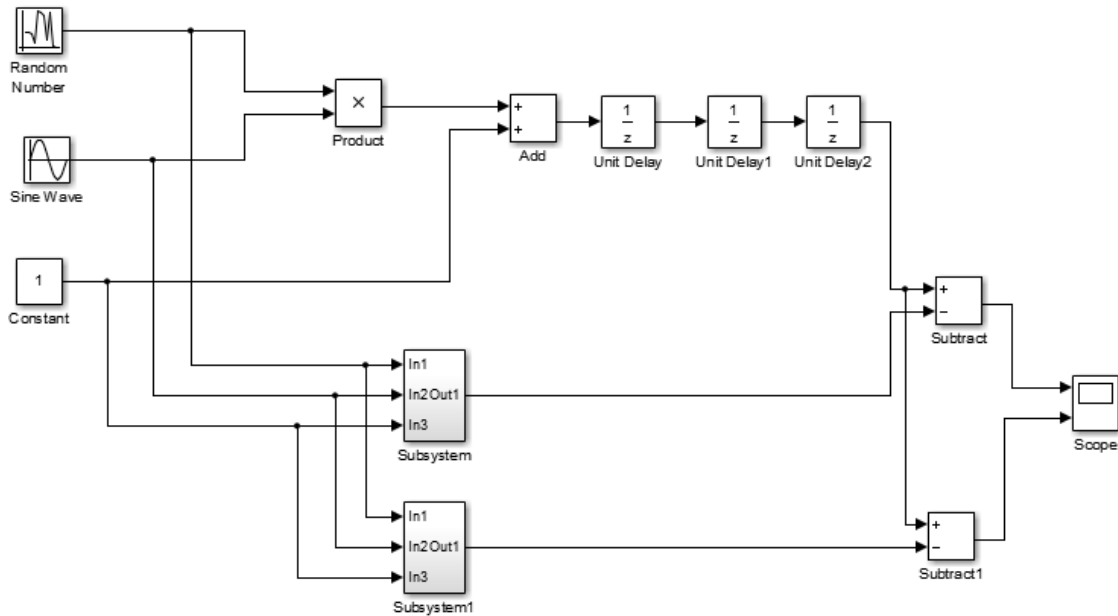 Random
Number
×
Product
+
+
Add
1
z
Unit Delay
1
z
Unit Delay1
1
z
Unit Delay2
Sine Wave
1
Constant
+
−
Subtract
In1
In2 Out1
In3
Subsystem
Scope
In1
In2 Out1
In3
Subsystem1
+
−
Subtract1